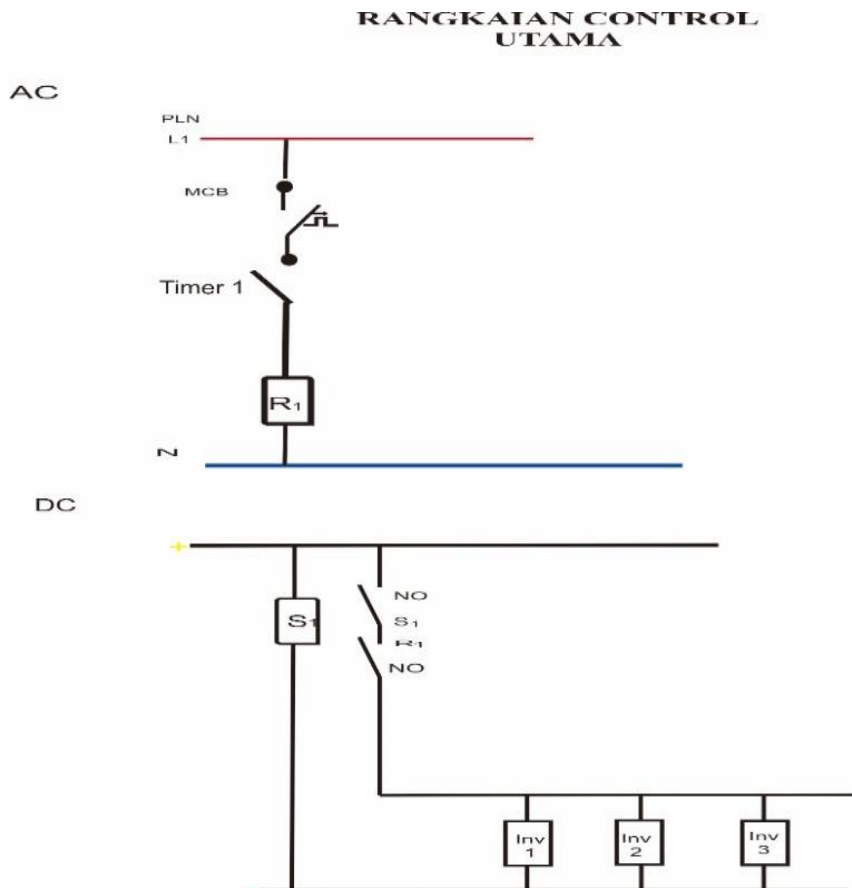 RANGKAIAN CONTROL
UTAMA
AC
PLN
L1
MCB
Timer 1
R1
N
DC
+
NO
S1
S1
R1
NO
Inv
1
Inv
2
Inv
3